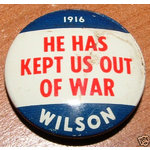 1916
HE HAS
KEPT US OUT
OF WAR
WILSON